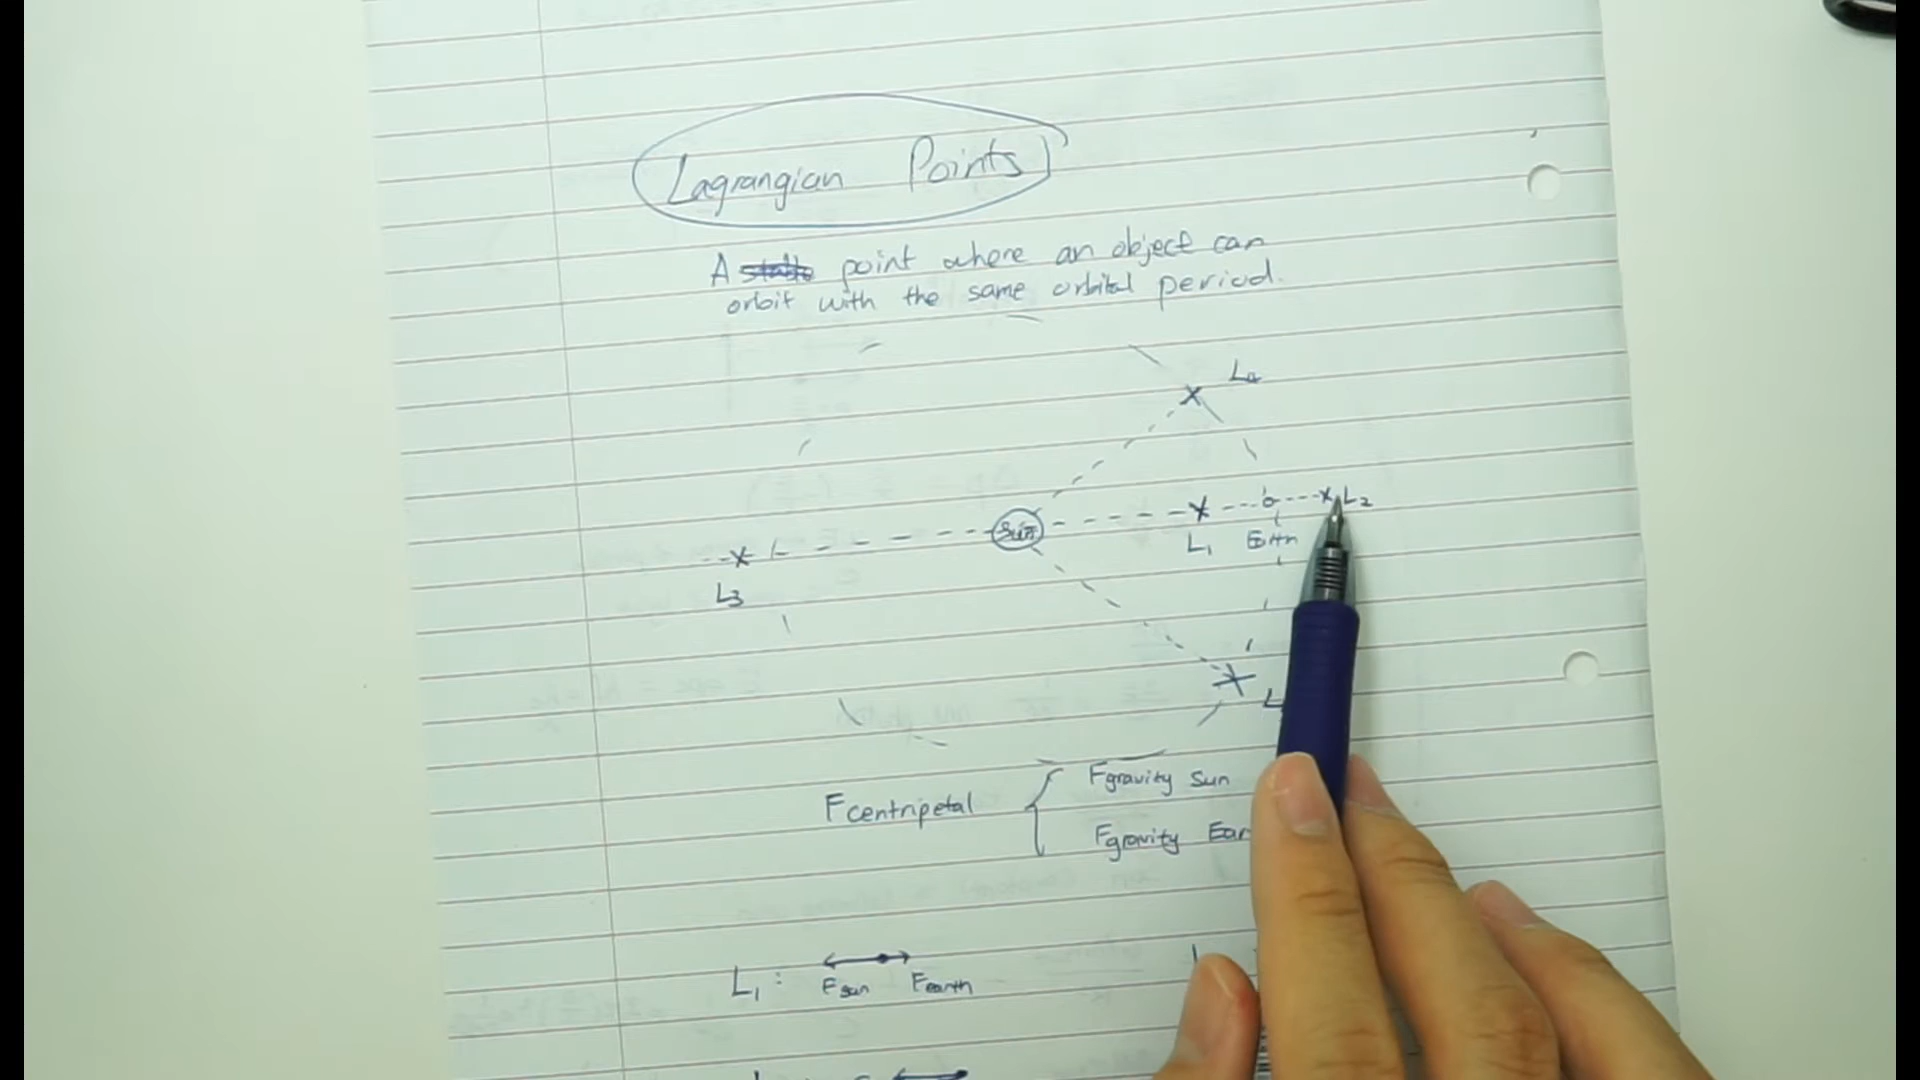 Lagrangian Points
A point where an object can
orbit with the same orbital period.
L4
Sun
L2
L1 Earth
L3
L
Fgravity Sun
Fcentripetal
Fgravity Ear
L1 : Fsun Fearth
L